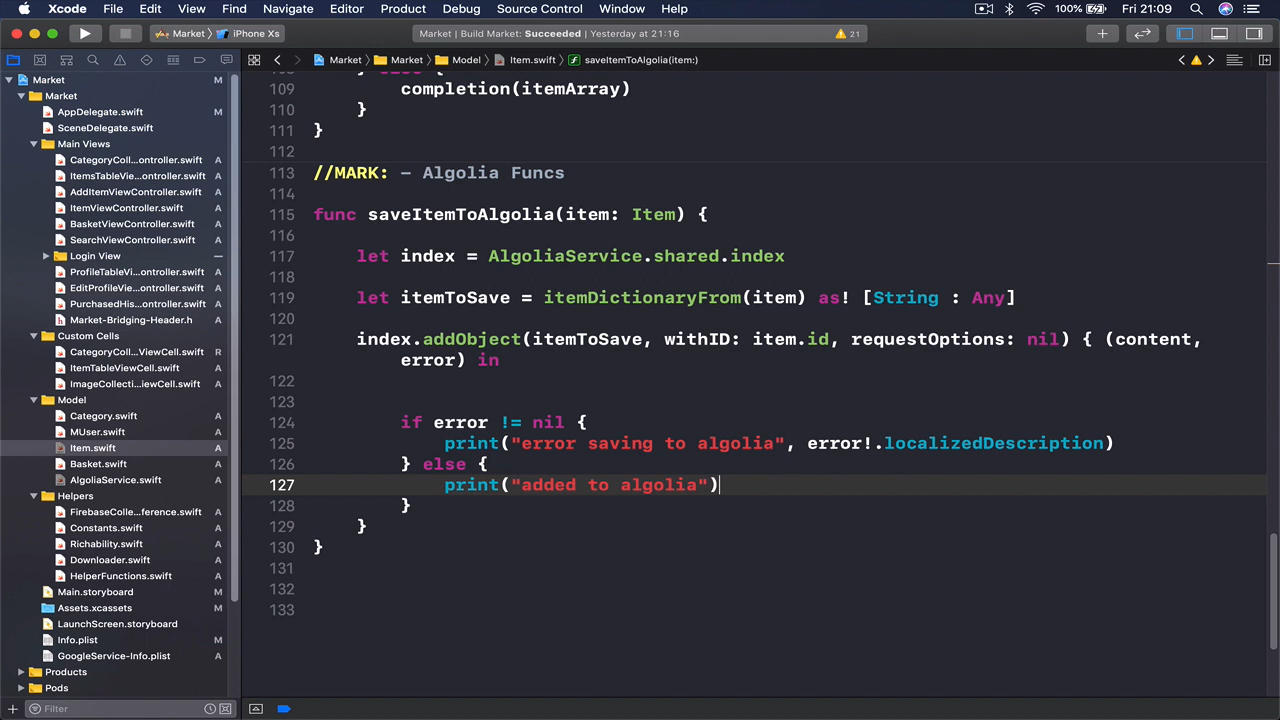 Xcode File Edit View Find Navigate Editor Product Debug Source Control Window Help 100% Fri 21:09
Market iPhone Xs Market | Build Market: Succeeded | Yesterday at 21:16 21
Market Market Model Item.swift saveItemToAlgolia(item:)
Market M
Market
AppDelegate.swift M
SceneDelegate.swift
Main Views
CategoryColl…ontroller.swift A
ItemsTableVie…ontroller.swift A
AddItemViewController.swift A
ItemViewController.swift A
BasketViewController.swift A
SearchViewController.swift A
Login View
ProfileTableVi…ontroller.swift A
EditProfileVie…ontroller.swift A
PurchasedHis…ontroller.swift A
Market-Bridging-Header.h A
Custom Cells
CategoryColl…ViewCell.swift R
ItemTableViewCell.swift A
ImageCollecti…iewCell.swift A
Model
Category.swift A
MUser.swift A
Item.swift A
Basket.swift A
AlgoliaService.swift A
Helpers
FirebaseColle…ference.swift A
Constants.swift A
Richability.swift A
Downloader.swift A
HelperFunctions.swift A
Main.storyboard M
Assets.xcassets M
LaunchScreen.storyboard
Info.plist M
GoogleService-Info.plist A
Products
Pods
Filter
108 } else {
109 completion(itemArray)
110 }
111 }
112
113 //MARK: - Algolia Funcs
114
115 func saveItemToAlgolia(item: Item) {
116
117 let index = AlgoliaService.shared.index
118
119 let itemToSave = itemDictionaryFrom(item) as! [String : Any]
120
121 index.addObject(itemToSave, withID: item.id, requestOptions: nil) { (content,
error) in
122
123
124 if error != nil {
125 print("error saving to algolia", error!.localizedDescription)
126 } else {
127 print("added to algolia")
128 }
129 }
130 }
131
132
133